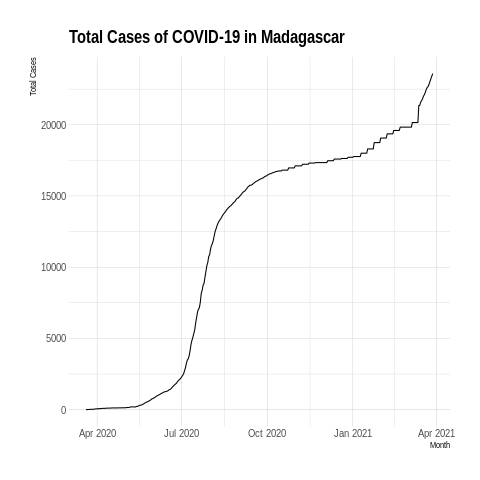 Total Cases of COVID-19 in Madagascar
Total Cases
20000
15000
10000
5000
0
Apr 2020 Jul 2020 Oct 2020 Jan 2021 Apr 2021
Month